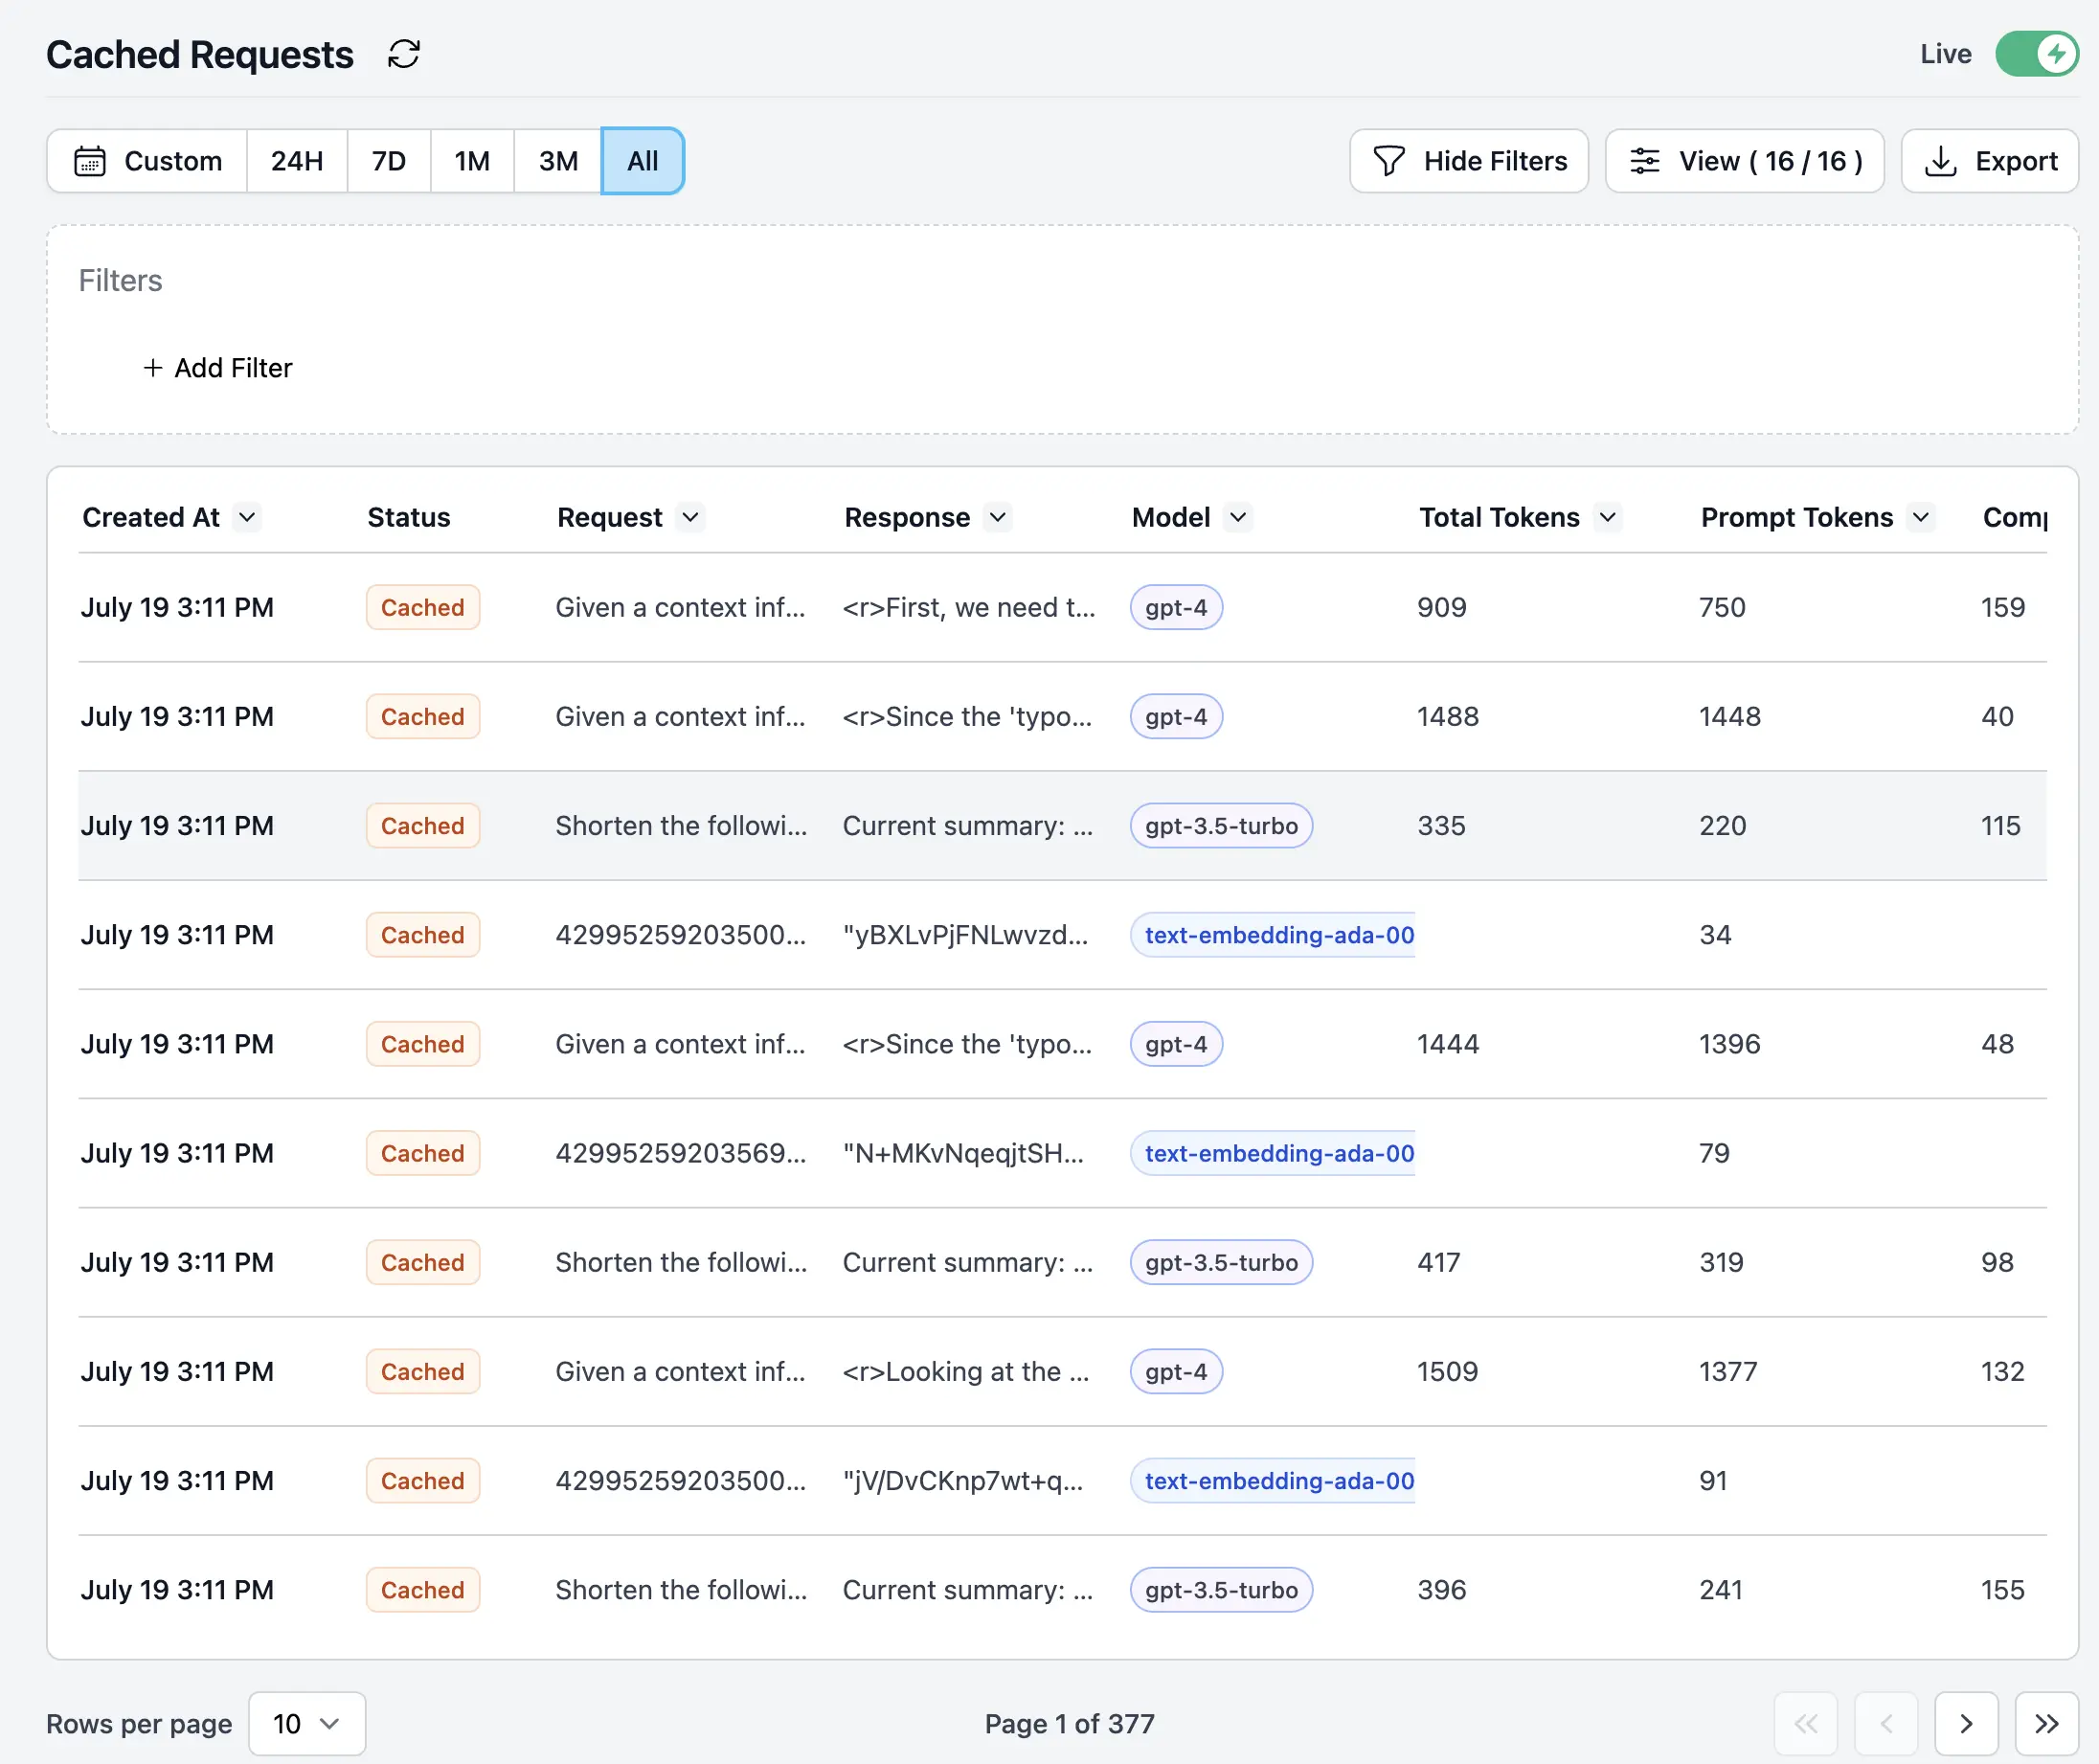 Cached Requests Live
Custom 24H 7D 1M 3M All Hide Filters View ( 16 / 16 ) Export
Filters
+ Add Filter
Created At Status Request Response Model Total Tokens Prompt Tokens Comp
July 19 3:11 PM Cached Given a context inf... <r>First, we need t... gpt-4 909 750 159
July 19 3:11 PM Cached Given a context inf... <r>Since the 'typo... gpt-4 1488 1448 40
July 19 3:11 PM Cached Shorten the followi... Current summary: ... gpt-3.5-turbo 335 220 115
July 19 3:11 PM Cached 42995259203500... "yBXLvPjFNLwvzd... text-embedding-ada-00 34
July 19 3:11 PM Cached Given a context inf... <r>Since the 'typo... gpt-4 1444 1396 48
July 19 3:11 PM Cached 42995259203569... "N+MKvNqeqjtSH... text-embedding-ada-00 79
July 19 3:11 PM Cached Shorten the followi... Current summary: ... gpt-3.5-turbo 417 319 98
July 19 3:11 PM Cached Given a context inf... <r>Looking at the ... gpt-4 1509 1377 132
July 19 3:11 PM Cached 42995259203500... "jV/DvCKnp7wt+q... text-embedding-ada-00 91
July 19 3:11 PM Cached Shorten the followi... Current summary: ... gpt-3.5-turbo 396 241 155
Rows per page 10 Page 1 of 377